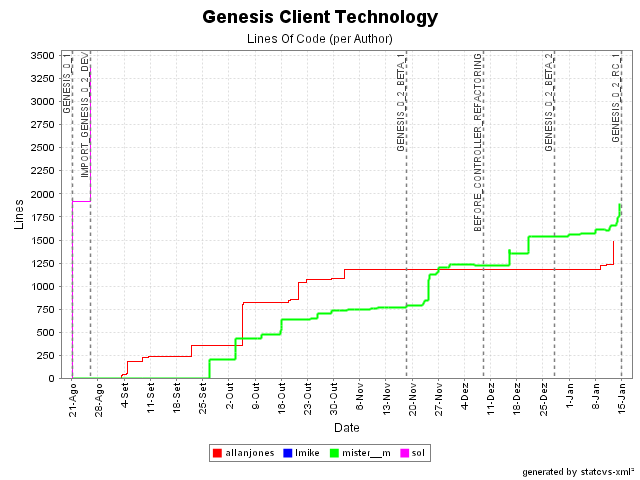 Genesis Client Technology
Lines Of Code (per Author)
3500
3250
3000
2750
2500
2250
2000
1750
1500
1250
1000
750
500
250
0
Lines
GENESIS_0_1
IMPORT_GENESIS_0_2_DEV
GENESIS_0_2_BETA_1
BEFORE_CONTROLLER_REFACTORING
GENESIS_0_2_BETA_2
GENESIS_0_2_RC_1
21-Ago
28-Ago
4-Set
11-Set
18-Set
25-Set
2-Out
9-Out
16-Out
23-Out
30-Out
6-Nov
13-Nov
20-Nov
27-Nov
4-Dez
11-Dez
18-Dez
25-Dez
1-Jan
8-Jan
15-Jan
Date
allanjones lmike mister__m sol
generated by statcvs-xml²